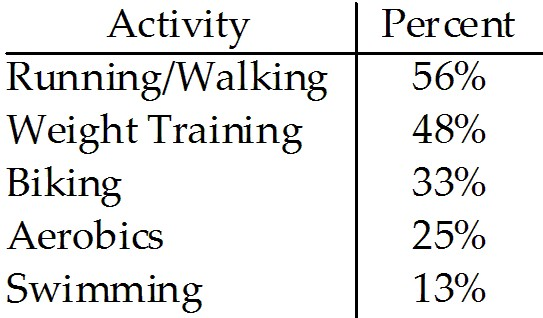 Activity Percent
Running/Walking 56%
Weight Training 48%
Biking 33%
Aerobics 25%
Swimming 13%